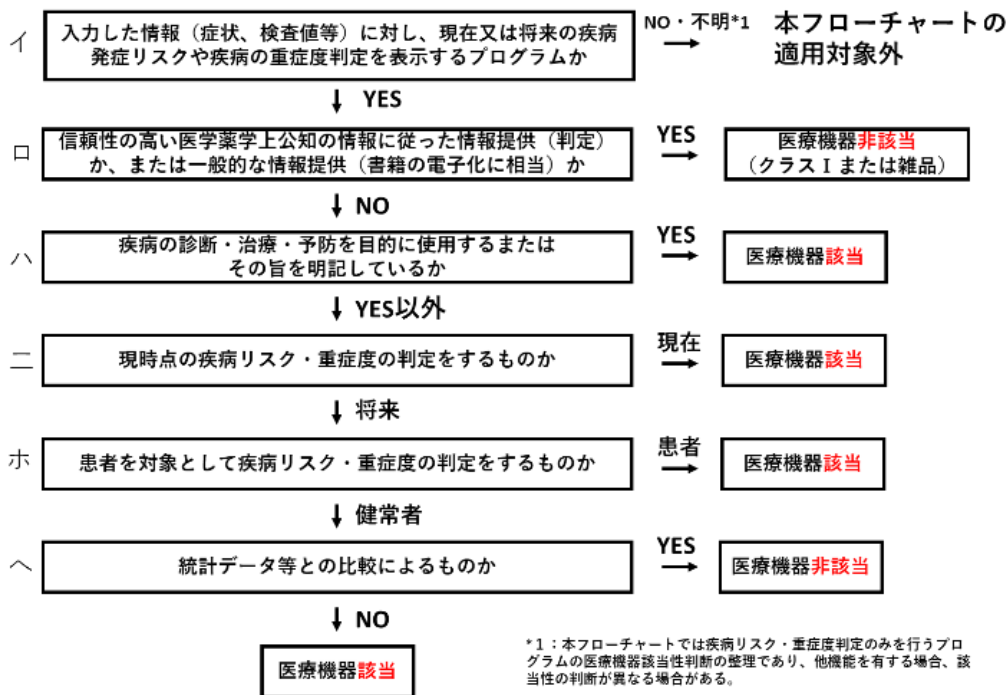 イ
入力した情報（症状、検査値等）に対し、現在又は将来の疾病
発症リスクや疾病の重症度判定を表示するプログラムか
NO・不明*1
本フローチャートの
適用対象外
YES
ロ
信頼性の高い医学薬学上公知の情報に従った情報提供（判定）
か、または一般的な情報提供（書籍の電子化に相当）か
YES
医療機器非該当
（クラスⅠまたは雑品）
NO
ハ
疾病の診断・治療・予防を目的に使用するまたは
その旨を明記しているか
YES
医療機器該当
YES以外
ニ
現時点の疾病リスク・重症度の判定をするものか
現在
医療機器該当
将来
ホ
患者を対象として疾病リスク・重症度の判定をするものか
患者
医療機器該当
健常者
ヘ
統計データ等との比較によるものか
YES
医療機器非該当
NO
医療機器該当
*1：本フローチャートでは疾病リスク・重症度判定のみを行うプロ
グラムの医療機器該当性判断の整理であり、他機能を有する場合、該
当性の判断が異なる場合がある。